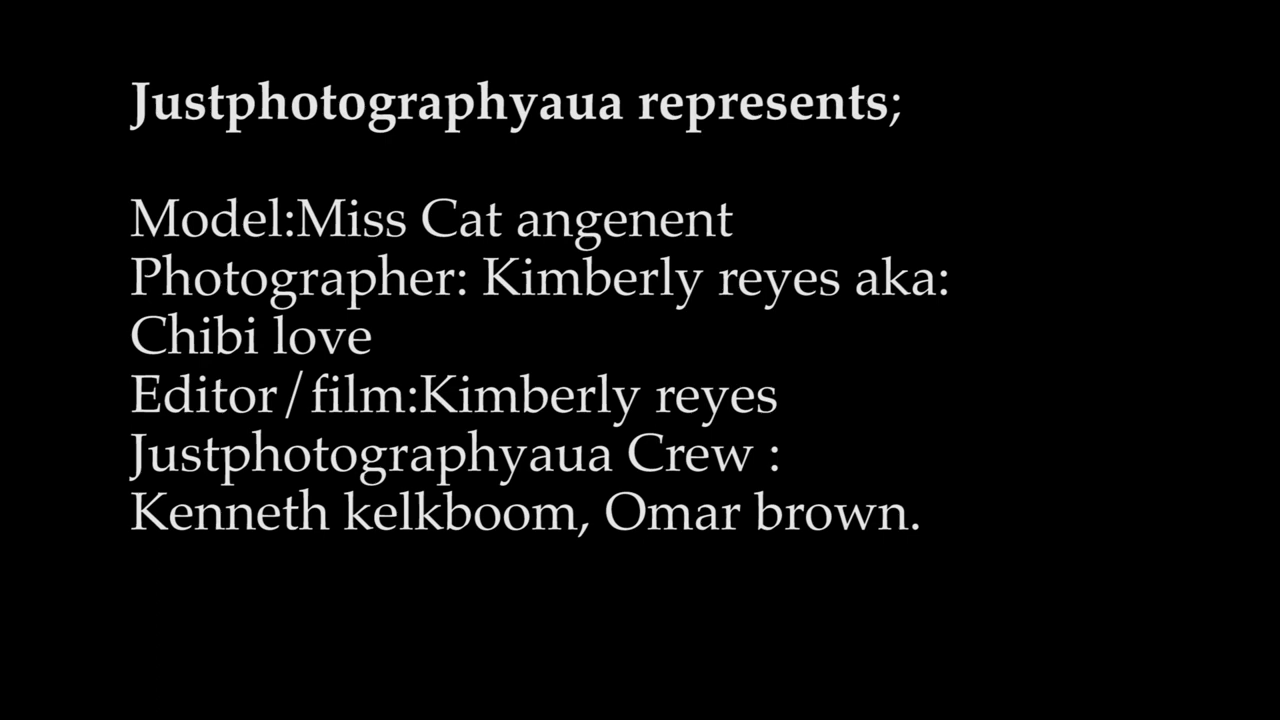 Justphotographyaua represents;
Model:Miss Cat angenent
Photographer: Kimberly reyes aka:
Chibi love
Editor/film:Kimberly reyes
Justphotographyaua Crew :
Kenneth kelkboom, Omar brown.